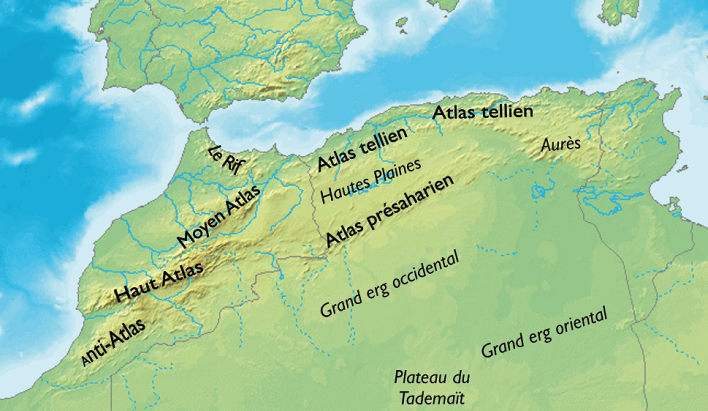 Atlas tellien
Atlas tellien
Aurès
Le Rif
Hautes Plaines
Moyen Atlas
Atlas présaharien
Haut Atlas
Grand erg occidental
Anti-Atlas
Grand erg oriental
Plateau du
Tademaït